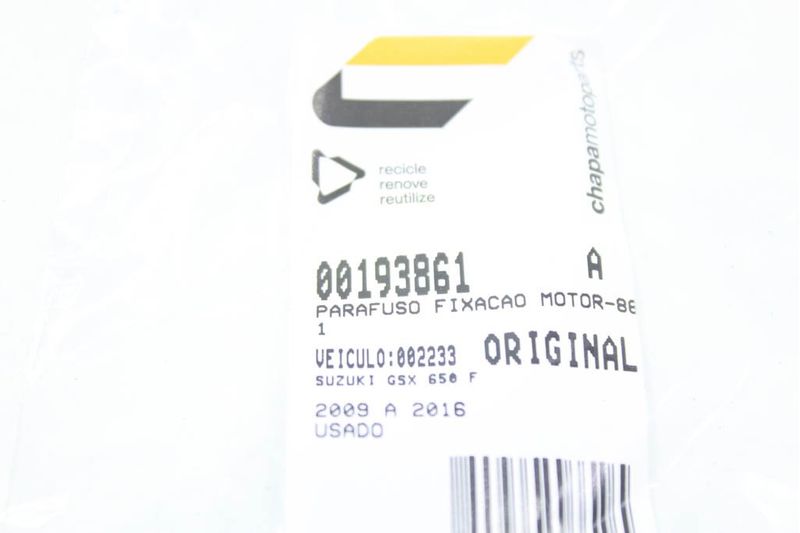 chapamotoparts
recicle
renove
reutilize
00193861 A
PARAFUSO FIXACAO MOTOR-86
1
VEICULO:002233 ORIGINAL
SUZUKI GSX 650 F
2009 A 2016
USADO